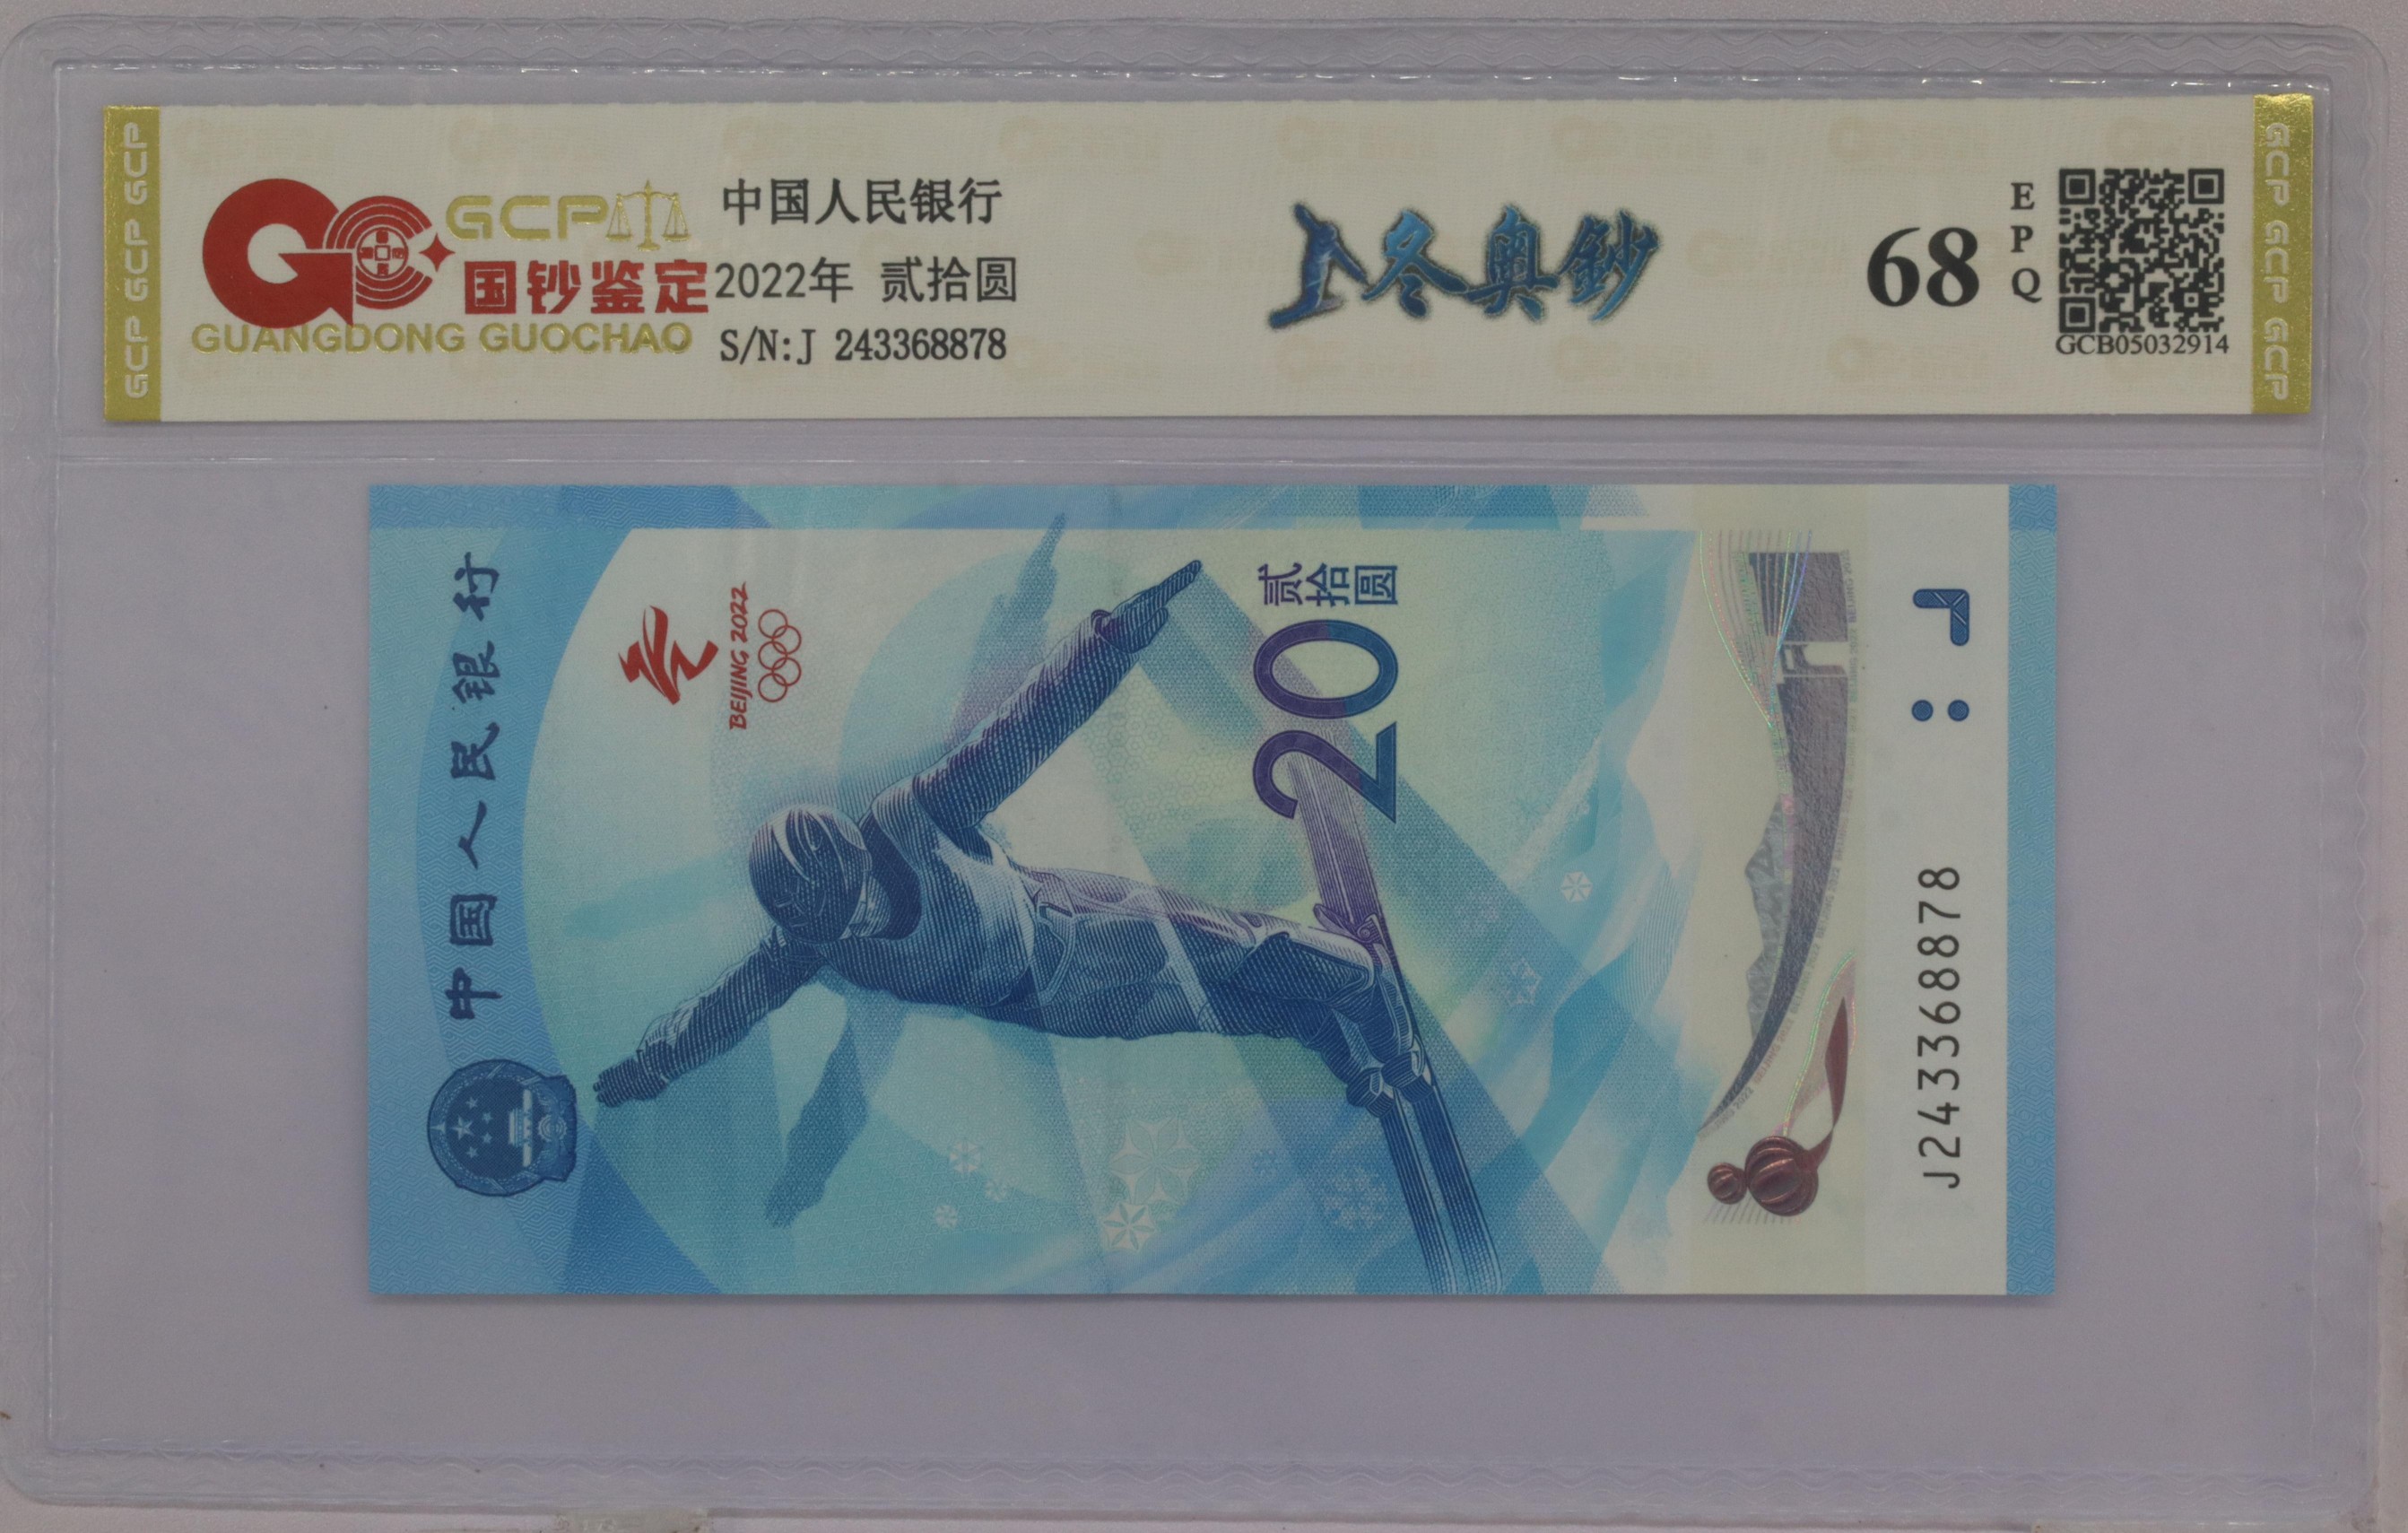 GCP GCP GCP
GCP
国钞鉴定
GUANGDONG GUOCHAO
中国人民银行
2022年 贰拾圆
S/N:J 243368878
冬奥鈔
68
EPQ
GCB05032914
GCP GCP GCP
中国人民银行
BEIJING 2022
贰拾圆
20
J243368878